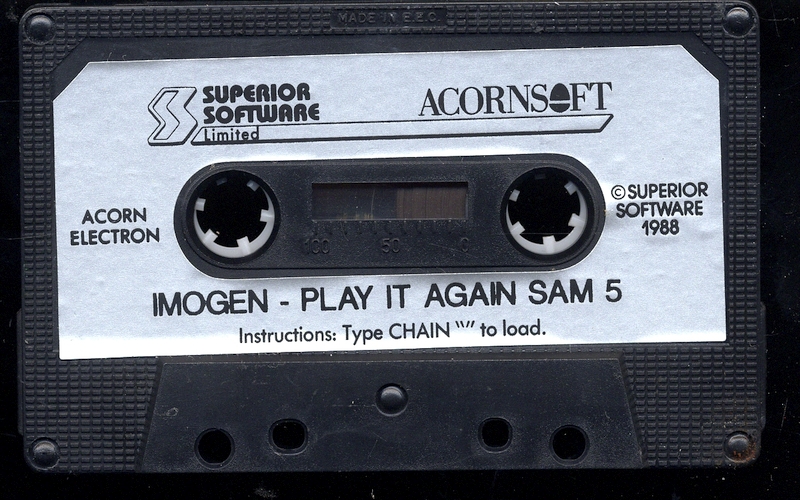 MADE IN E.E.C.
SUPERIOR
SOFTWARE
Limited
ACORNSOFT
ACORN
ELECTRON
© SUPERIOR
SOFTWARE
1988
100 50 0
IMOGEN - PLAY IT AGAIN SAM 5
Instructions: Type CHAIN "" to load.